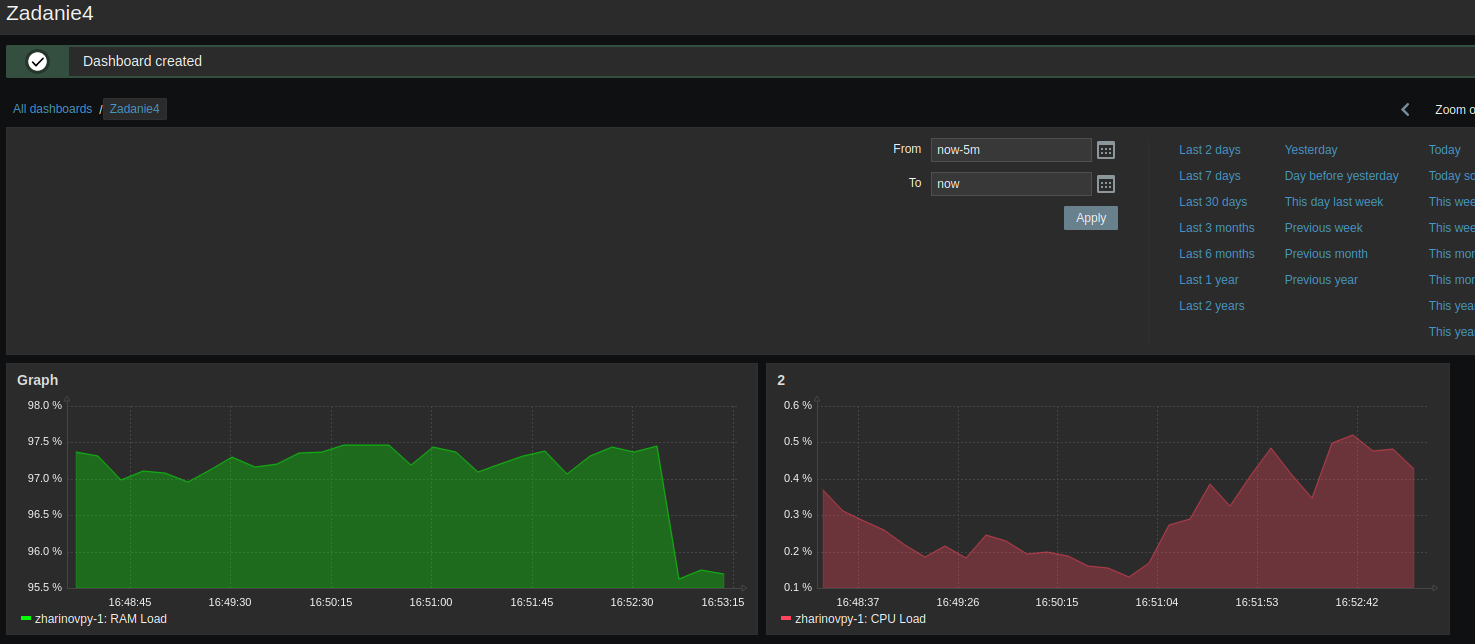 Zadanie4
Dashboard created
All dashboards / Zadanie4
Zoom o
From now-5m
To now
Apply
Last 2 days Yesterday Today
Last 7 days Day before yesterday Today so
Last 30 days This day last week This wee
Last 3 months Previous week This wee
Last 6 months Previous month This mon
Last 1 year Previous year This mon
Last 2 years This yea
This yea
Graph
98.0 %
97.5 %
97.0 %
96.5 %
96.0 %
95.5 %
16:48:45 16:49:30 16:50:15 16:51:00 16:51:45 16:52:30 16:53:15
zharinovpy-1: RAM Load
2
0.6 %
0.5 %
0.4 %
0.3 %
0.2 %
0.1 %
16:48:37 16:49:26 16:50:15 16:51:04 16:51:53 16:52:42
zharinovpy-1: CPU Load